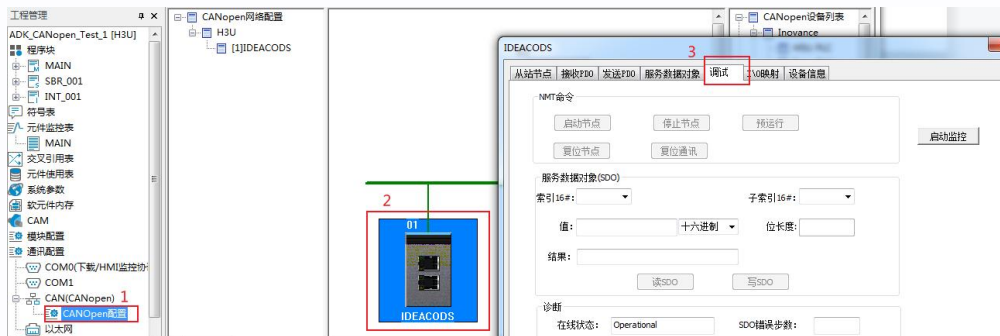 工程管理
ADK_CANopen_Test_1 [H3U]
程序块
MAIN
SBR_001
INT_001
符号表
元件监控表
MAIN
交叉引用表
元件使用表
系统参数
软元件内存
CAM
模块配置
通讯配置
COM0(下载/HMI监控协
COM1
CAN(CANopen)
1
CANOpen配置
以太网
CANopen网络配置
H3U
[1]IDEACODS
2
01
IDEACODS
CANopen设备列表
Inovance
IDEACODS
3
从站节点 接收PDO 发送PDO 服务数据对象 调试 I\O映射 设备信息
NMT命令
启动节点 停止节点 预运行
启动监控
复位节点 复位通讯
服务数据对象(SDO)
索引16#: 子索引16#:
值: 十六进制 位长度:
结果:
读SDO 写SDO
诊断
在线状态: Operational SDO错误步数: